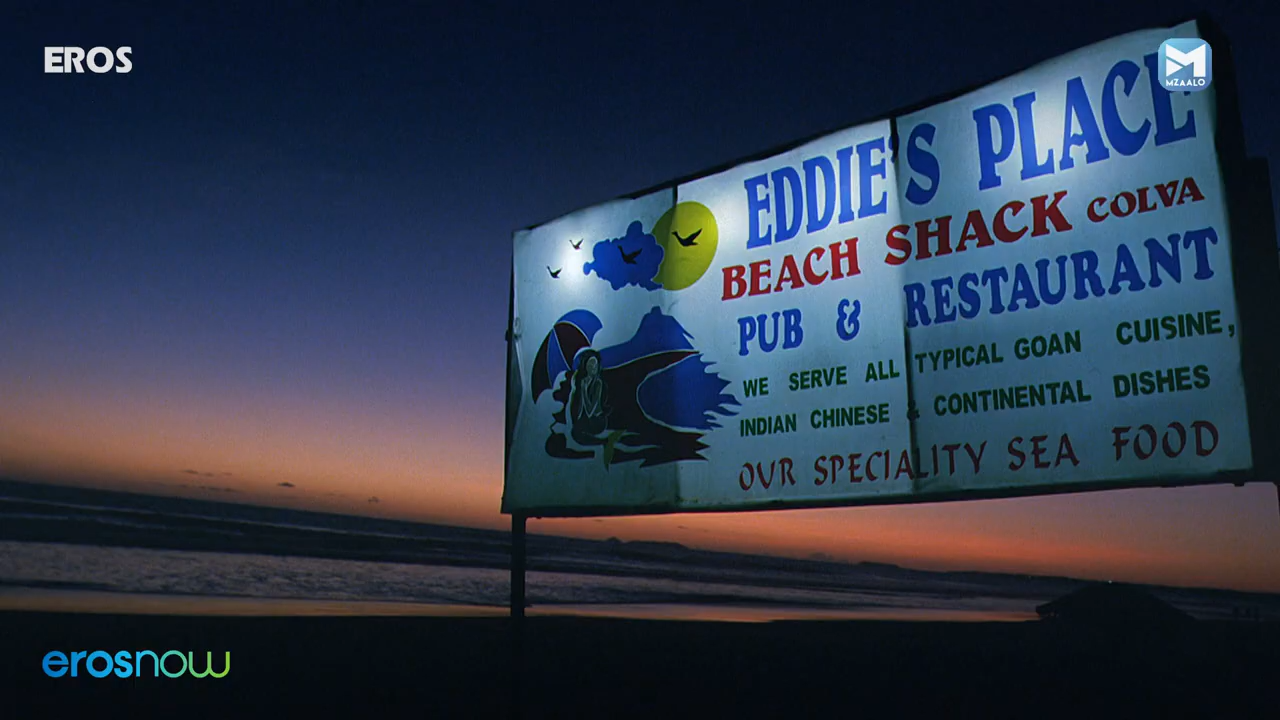 EROS
MZAALO
EDDIE'S PLACE
BEACH SHACK COLVA
PUB & RESTAURANT
WE SERVE ALL TYPICAL GOAN CUISINE,
INDIAN CHINESE & CONTINENTAL DISHES
OUR SPECIALITY SEA FOOD
erosnow